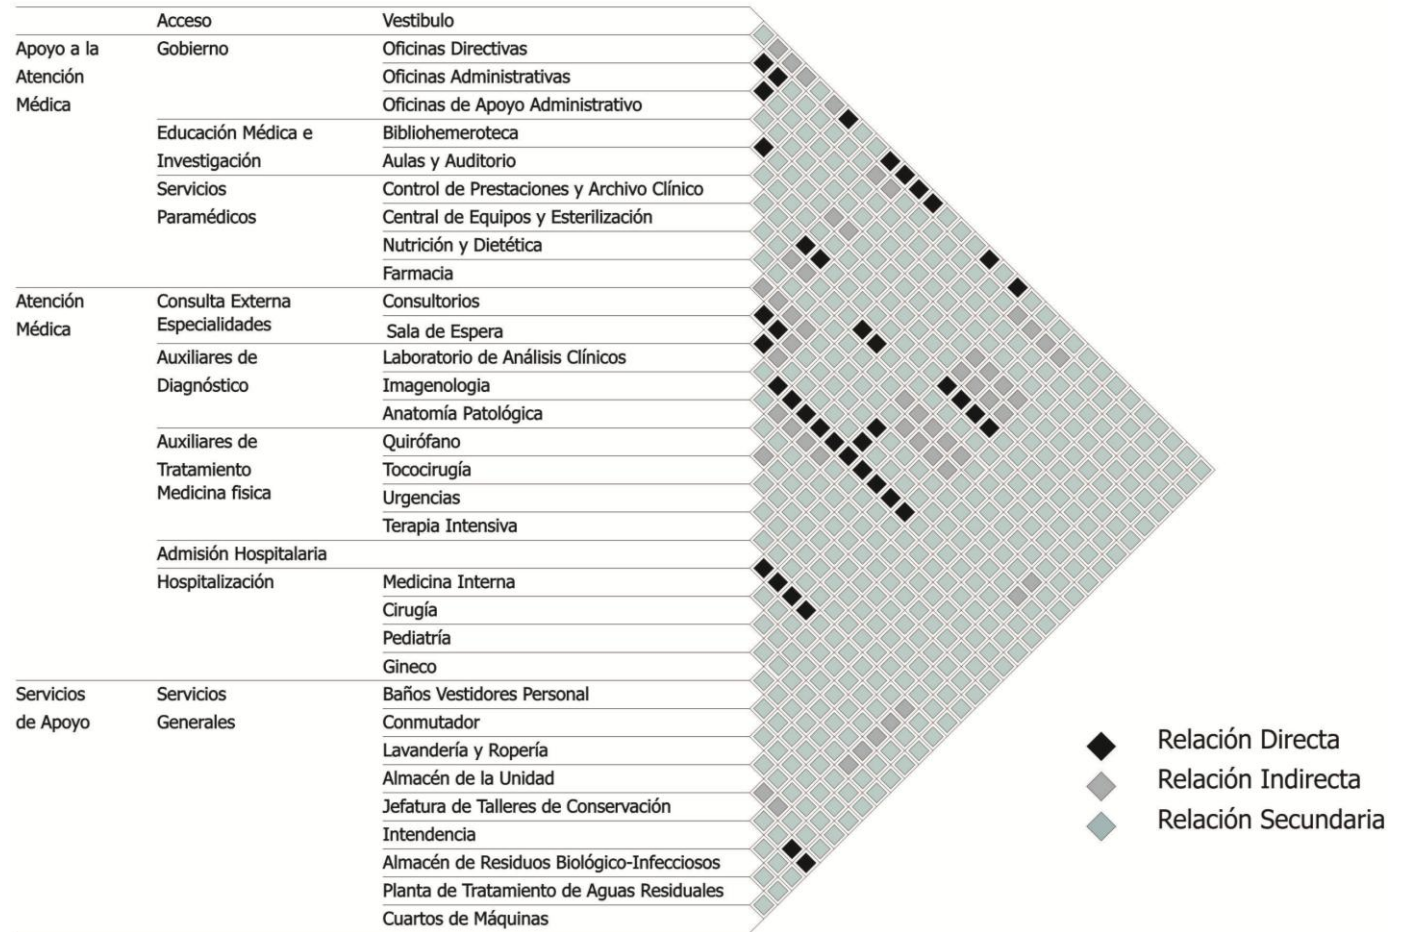 Acceso Vestibulo
Apoyo a la Gobierno Oficinas Directivas
Atención Oficinas Administrativas
Médica Oficinas de Apoyo Administrativo
Educación Médica e Bibliohemeroteca
Investigación Aulas y Auditorio
Servicios Control de Prestaciones y Archivo Clínico
Paramédicos Central de Equipos y Esterilización
Nutrición y Dietética
Farmacia
Atención Consulta Externa Consultorios
Médica Especialidades Sala de Espera
Auxiliares de Laboratorio de Análisis Clínicos
Diagnóstico Imagenologia
Anatomía Patológica
Auxiliares de Quirófano
Tratamiento Tococirugía
Medicina fisica Urgencias
Terapia Intensiva
Admisión Hospitalaria
Hospitalización Medicina Interna
Cirugía
Pediatría
Gineco
Servicios Servicios Baños Vestidores Personal
de Apoyo Generales Conmutador
Lavandería y Ropería
Almacén de la Unidad
Jefatura de Talleres de Conservación
Intendencia
Almacén de Residuos Biológico-Infecciosos
Planta de Tratamiento de Aguas Residuales
Cuartos de Máquinas
Relación Directa
Relación Indirecta
Relación Secundaria